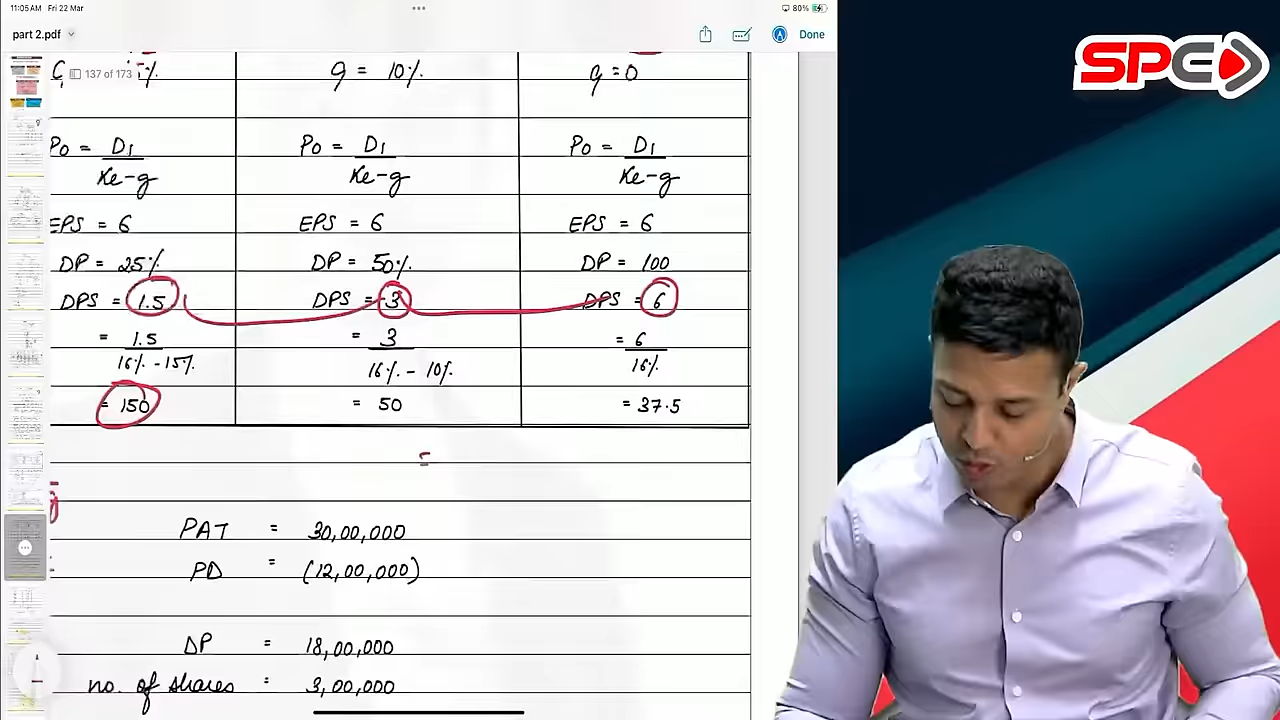 11:05 AM Fri 22 Mar
80%
part 2.pdf
Done
137 of 173
SPC
g = 10%
g = 0
Po = D1
Ke-g
Po = D1
Ke-g
Po = D1
Ke-g
EPS = 6
EPS = 6
EPS = 6
DP = 25%
DP = 50%
DP = 100
DPS = 1.5
DPS = 3
DPS = 6
= 1.5
16% - 15%
= 3
16% - 10%
= 6
16%
= 150
= 50
= 37.5
=
PAT = 30,00,000
PD = (12,00,000)
DP = 18,00,000
no. of shares = 3,00,000